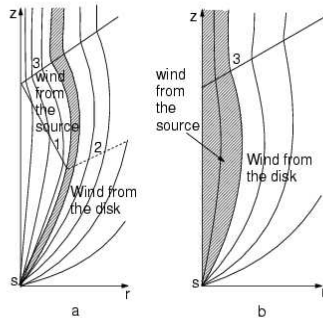 z
3
wind
from
the
source
1
2
Wind from
the disk
s
r
a
z
3
wind
from
the
source
Wind from
the disk
s
r
b